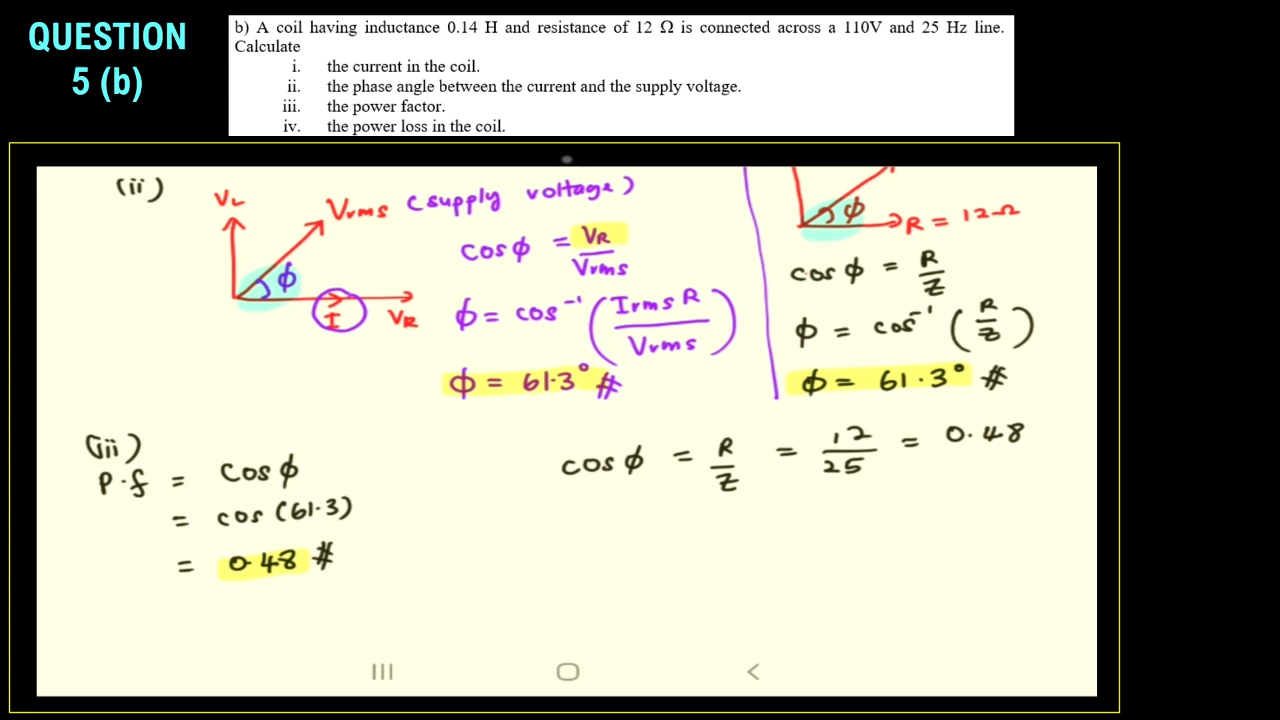 QUESTION
5 (b)
b) A coil having inductance 0.14 H and resistance of 12 Ω is connected across a 110V and 25 Hz line.
Calculate
i. the current in the coil.
ii. the phase angle between the current and the supply voltage.
iii. the power factor.
iv. the power loss in the coil.
(ii)
VL
Vrms (supply voltage)
ϕ
I
VR
cosϕ = VR/Vrms
ϕ = cos⁻¹ (Irms R / Vrms)
ϕ = 61.3° #
ϕ
R = 12Ω
cosϕ = R/Z
ϕ = cos⁻¹ (R/Z)
ϕ = 61.3° #
(iii)
P.f = cosϕ
= cos (61.3)
= 0.48 #
cosϕ = R/Z = 12/25 = 0.48